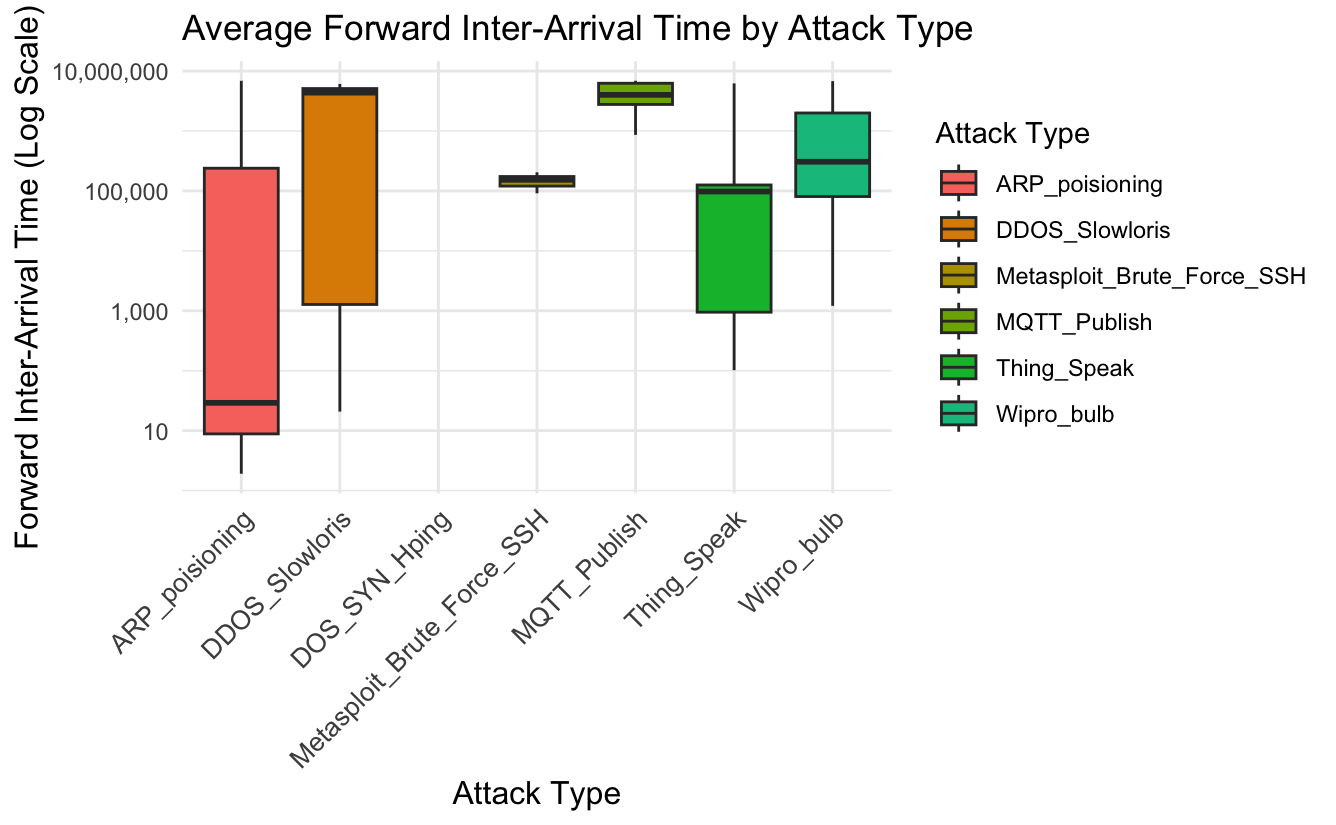 Average Forward Inter-Arrival Time by Attack Type
Forward Inter-Arrival Time (Log Scale)
10,000,000
100,000
1,000
10
ARP_poisioning
DDOS_Slowloris
DOS_SYN_Hping
Metasploit_Brute_Force_SSH
MQTT_Publish
Thing_Speak
Wipro_bulb
Attack Type
Attack Type
ARP_poisioning
DDOS_Slowloris
Metasploit_Brute_Force_SSH
MQTT_Publish
Thing_Speak
Wipro_bulb